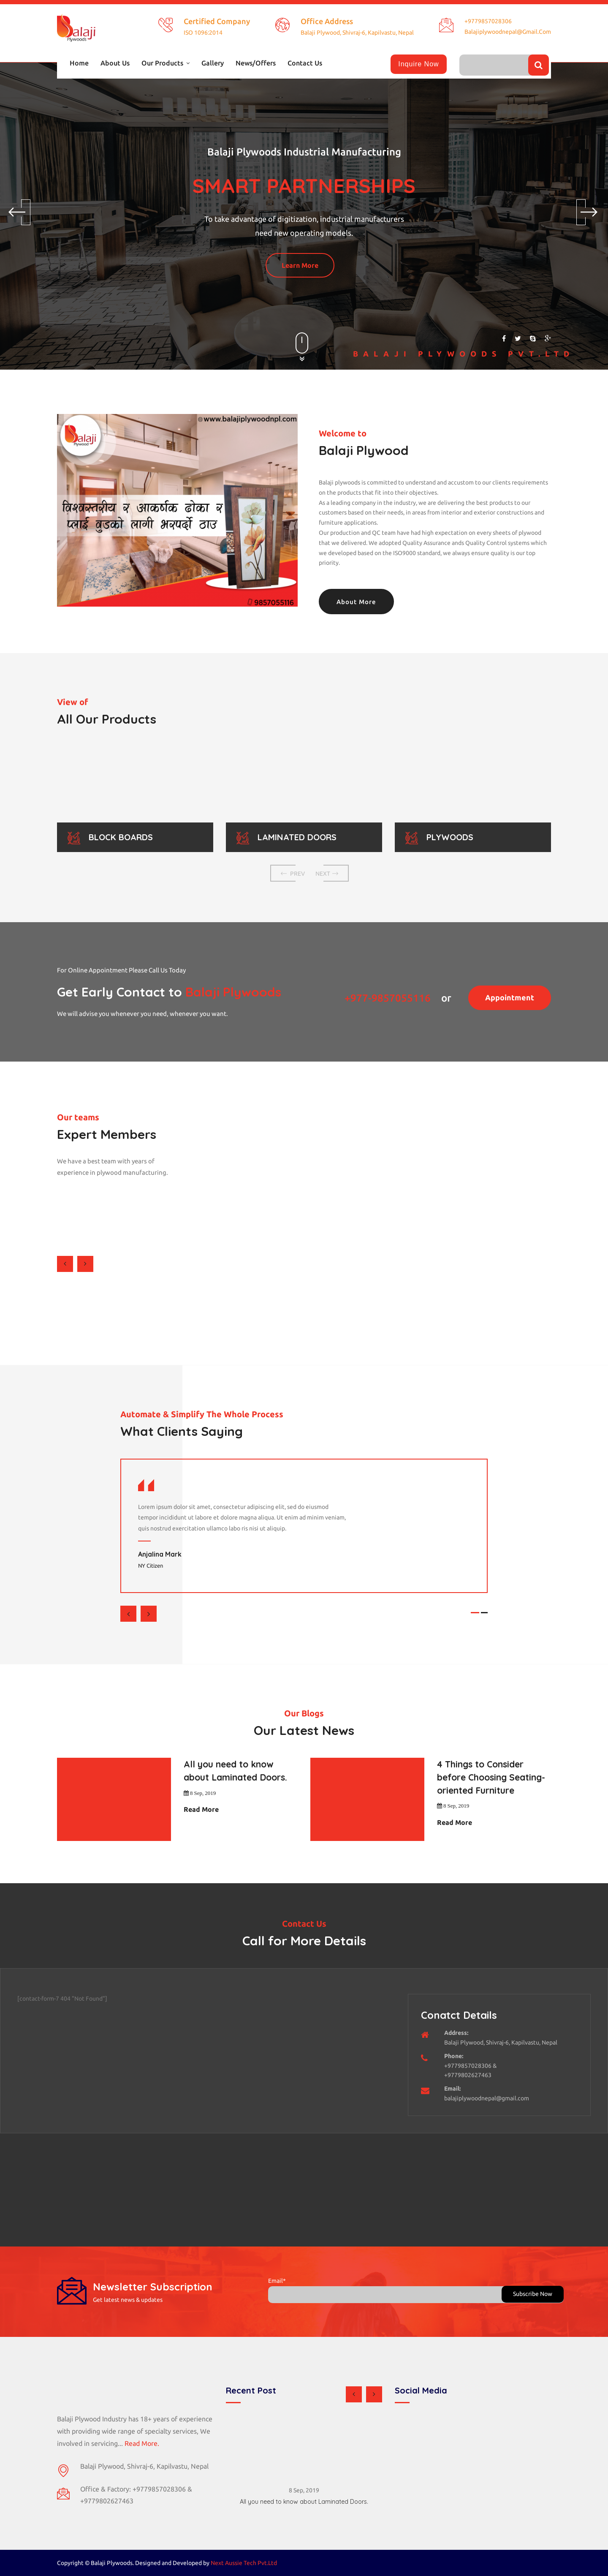 Balaji
Plywood
Certified Company
ISO 1096:2014
Office Address
Balaji Plywood, Shivraj-6, Kapilvastu, Nepal
+9779857028306
Balajiplywoodnepal@Gmail.Com
Home
About Us
Our Products
Gallery
News/Offers
Contact Us
Inquire Now
Balaji Plywoods Industrial Manufacturing
SMART PARTNERSHIPS
To take advantage of digitization, industrial manufacturers
need new operating models.
Learn More
BALAJI PLYWOODS PVT.LTD
Balaji
Plywood
www.balajiplywoodnpl.com
विश्वस्तरीय र आकर्षक ढोका र
प्लाई वुडको लागी भरपर्दो ठाउँ
9857055116
Welcome to
Balaji Plywood
Balaji plywoods is committed to understand and accustom to our clients requirements
on the products that fit into their objectives.
As a leading company in the industry, we are delivering the best products to our
customers based on their needs, in areas from interior and exterior constructions and
furniture applications.
Our production and QC team have had high expectation on every sheets of plywood
that we delivered. We adopted Quality Assurance ands Quality Control systems which
we developed based on the ISO9000 standard, we always ensure quality is our top
priority.
About More
View of
All Our Products
BLOCK BOARDS
LAMINATED DOORS
PLYWOODS
PREV
NEXT
For Online Appointment Please Call Us Today
Get Early Contact to Balaji Plywoods
We will advise you whenever you need, whenever you want.
+977-9857055116
or
Appointment
Our teams
Expert Members
We have a best team with years of
experience in plywood manufacturing.
Automate & Simplify The Whole Process
What Clients Saying
Lorem ipsum dolor sit amet, consectetur adipiscing elit, sed do eiusmod
tempor incididunt ut labore et dolore magna aliqua. Ut enim ad minim veniam,
quis nostrud exercitation ullamco labo ris nisi ut aliquip.
Anjalina Mark
NY Citizen
Our Blogs
Our Latest News
All you need to know
about Laminated Doors.
8 Sep, 2019
Read More
4 Things to Consider
before Choosing Seating-
oriented Furniture
8 Sep, 2019
Read More
Contact Us
Call for More Details
[contact-form-7 404 "Not Found"]
Conatct Details
Address:
Balaji Plywood, Shivraj-6, Kapilvastu, Nepal
Phone:
+9779857028306 &
+9779802627463
Email:
balajiplywoodnepal@gmail.com
Newsletter Subscription
Get latest news & updates
Email*
Subscribe Now
Balaji Plywood Industry has 18+ years of experience
with providing wide range of specialty services, We
involved in servicing... Read More.
Balaji Plywood, Shivraj-6, Kapilvastu, Nepal
Office & Factory: +9779857028306 &
+9779802627463
Recent Post
8 Sep, 2019
All you need to know about Laminated Doors.
Social Media
Copyright © Balaji Plywoods. Designed and Developed by Next Aussie Tech Pvt.Ltd